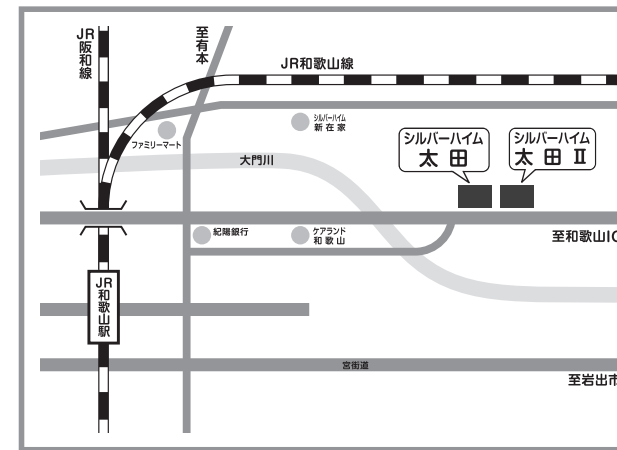 JR阪和線
至有本
JR和歌山線
シルバーハイム
新在家
ファミリーマート
大門川
シルバーハイム
太田
シルバーハイム
太田 II
紀陽銀行
ケアランド
和歌山
至和歌山IC
JR和歌山駅
宮街道
至岩出市